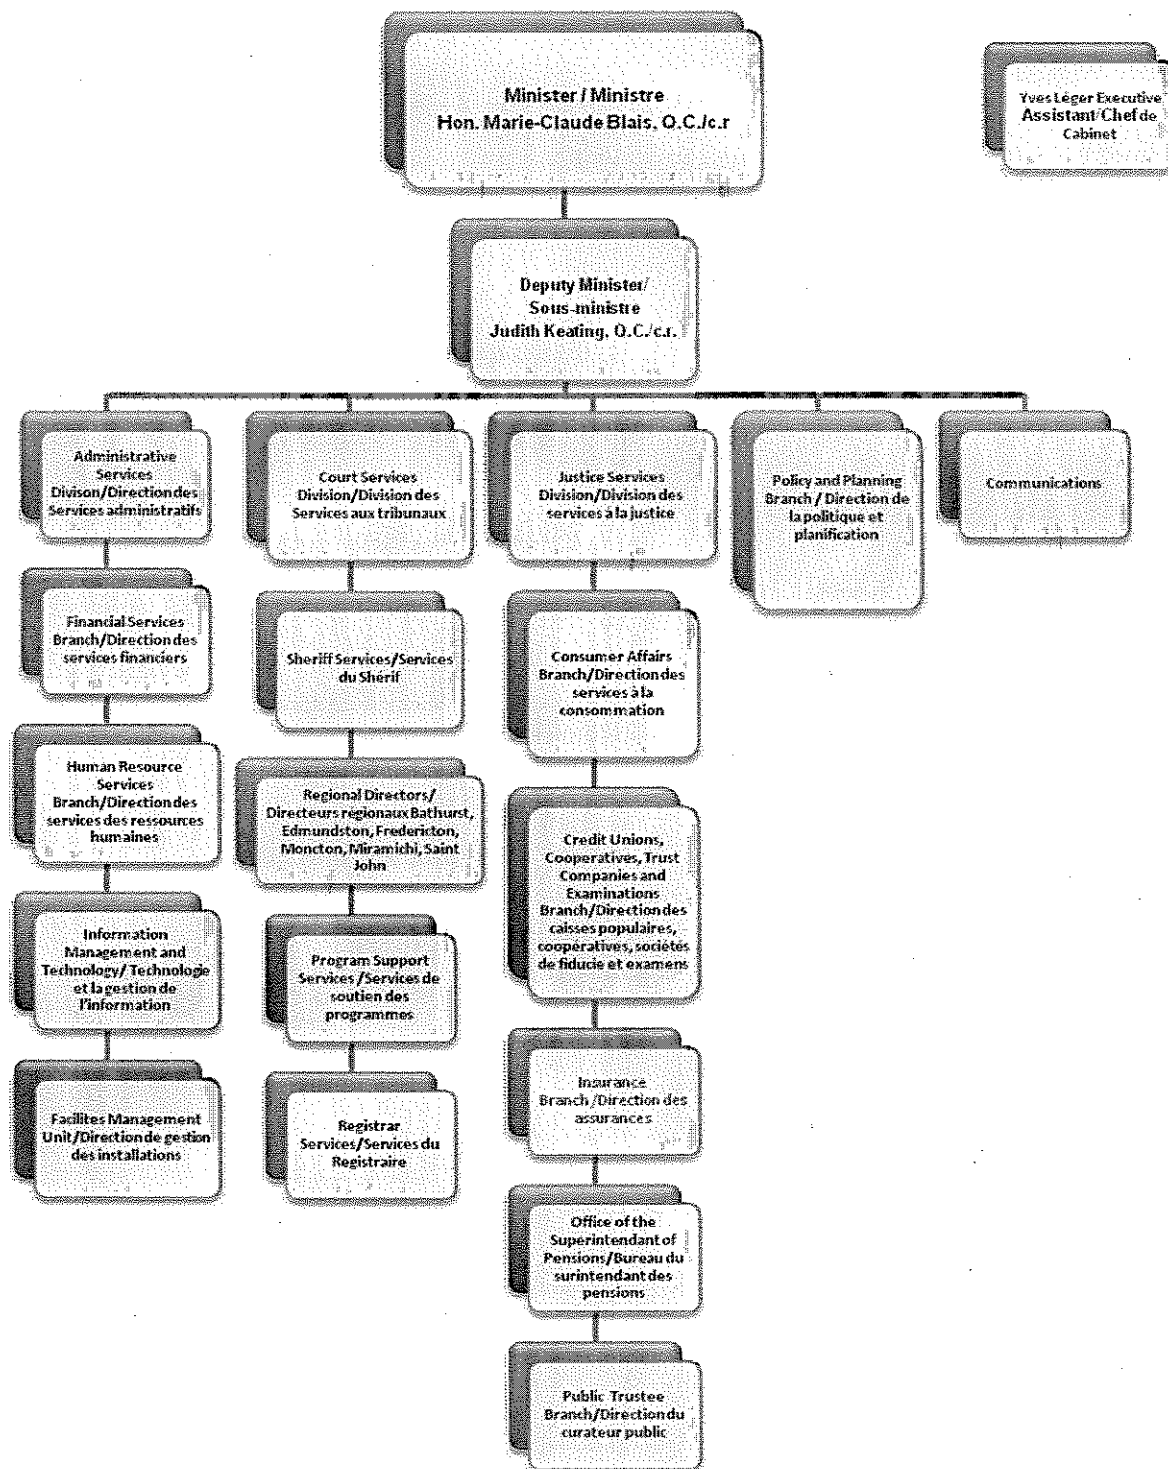 Minister / Ministre
Hon. Marie-Claude Blais, Q.C./c.r
Yves Léger Executive
Assistant/Chef de
Cabinet
Deputy Minister/
Sous-ministre
Judith Keating, Q.C./c.r.
Administrative
Services
Divison/Direction des
Services administratifs
Court Services
Division/Division des
Services aux tribunaux
Justice Services
Division/Division des
services à la justice
Policy and Planning
Branch / Direction de
la politique et
planification
Communications
Financial Services
Branch/Direction des
services financiers
Sheriff Services/Services
du Shérif
Consumer Affairs
Branch/Direction des
services à la
consommation
Human Resource
Services
Branch/Direction des
services des ressources
humaines
Regional Directors/
Directeurs régionaux Bathurst,
Edmundston, Fredericton,
Moncton, Miramichi, Saint
John
Credit Unions,
Cooperatives, Trust
Companies and
Examinations
Branch/Direction des
caisses populaires,
coopératives, sociétés
de fiducie et examens
Information
Management and
Technology/ Technologie
et la gestion de
l'information
Program Support
Services /Services de
soutien des
programmes
Insurance
Branch /Direction des
assurances
Facilites Management
Unit/Direction de gestion
des installations
Registrar
Services/Services du
Registraire
Office of the
Superintendant of
Pensions/Bureau du
surintendant des
pensions
Public Trustee
Branch/Direction du
curateur public